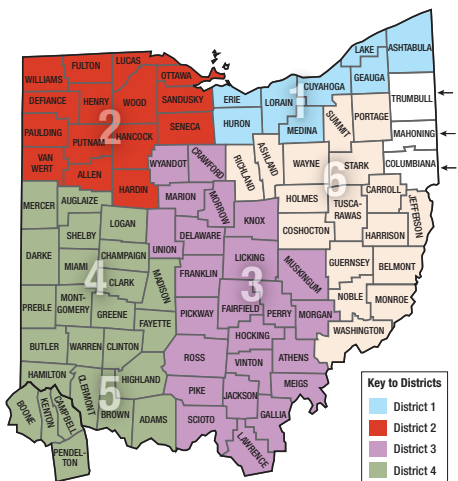 LAKE
ASHTABULA
LUCAS
FULTON
WILLIAMS
OTTAWA
GEAUGA
CUYAHOGA
DEFIANCE
HENRY
WOOD
SANDUSKY
ERIE
LORAIN
1
TRUMBULL
PORTAGE
SUMMIT
HURON
MEDINA
MAHONING
PAULDING
PUTNAM
2
HANCOCK
SENECA
VAN
WERT
ALLEN
WYANDOT
CRAWFORD
RICHLAND
ASHLAND
WAYNE
STARK
COLUMBIANA
6
HARDIN
MARION
MORROW
HOLMES
CARROLL
TUSCA-
RAWAS
JEFFERSON
MERCER
AUGLAIZE
LOGAN
KNOX
COSHOCTON
HARRISON
SHELBY
UNION
DELAWARE
DARKE
CHAMPAIGN
LICKING
MUSKINGUM
GUERNSEY
BELMONT
MIAMI
4
CLARK
MADISON
FRANKLIN
3
NOBLE
MONROE
PREBLE
MONT-
GOMERY
GREENE
FAYETTE
PICKWAY
FAIRFIELD
PERRY
MORGAN
WASHINGTON
BUTLER
WARREN
CLINTON
HOCKING
ROSS
VINTON
ATHENS
HAMILTON
CLERMONT
5
HIGHLAND
PIKE
JACKSON
MEIGS
BOONE
KENTON
CAMPBELL
BROWN
ADAMS
SCIOTO
GALLIA
LAWRENCE
PENDEL-
TON
Key to Districts
District 1
District 2
District 3
District 4